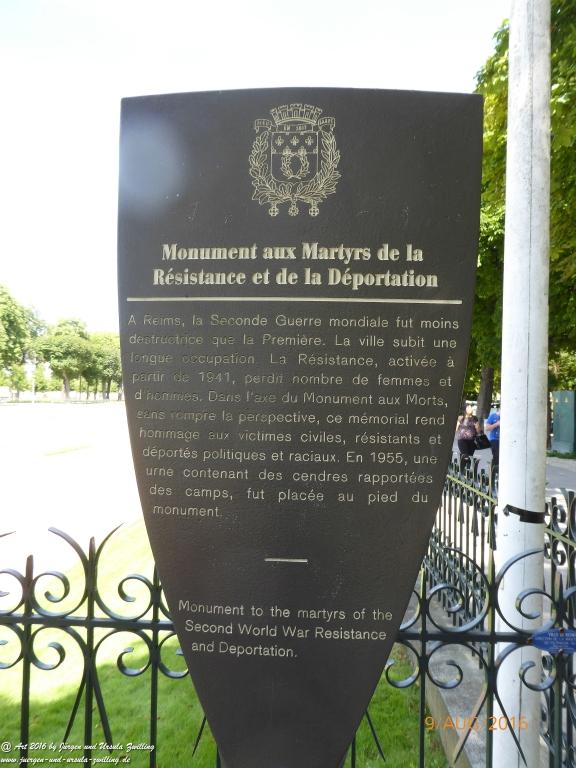 DIEU EN SOIT GARDE
Monument aux Martyrs de la
Résistance et de la Déportation
A Reims, la Seconde Guerre mondiale fut moins
destructrice que la Première. La ville subit une
longue occupation. La Résistance, activée à
partir de 1941, perdit nombre de femmes et
d'hommes. Dans l'axe du Monument aux Morts,
sans rompre la perspective, ce mémorial rend
hommage aux victimes civiles, résistants et
déportés politiques et raciaux. En 1955, une
urne contenant des cendres rapportées
des camps, fut placée au pied du
monument.
Monument to the martyrs of the
Second World War Resistance
and Deportation.
9 AUG 2016
@ Art 2016 by Jürgen und Ursula Zwilling
www.juergen-und-ursula-zwilling.de